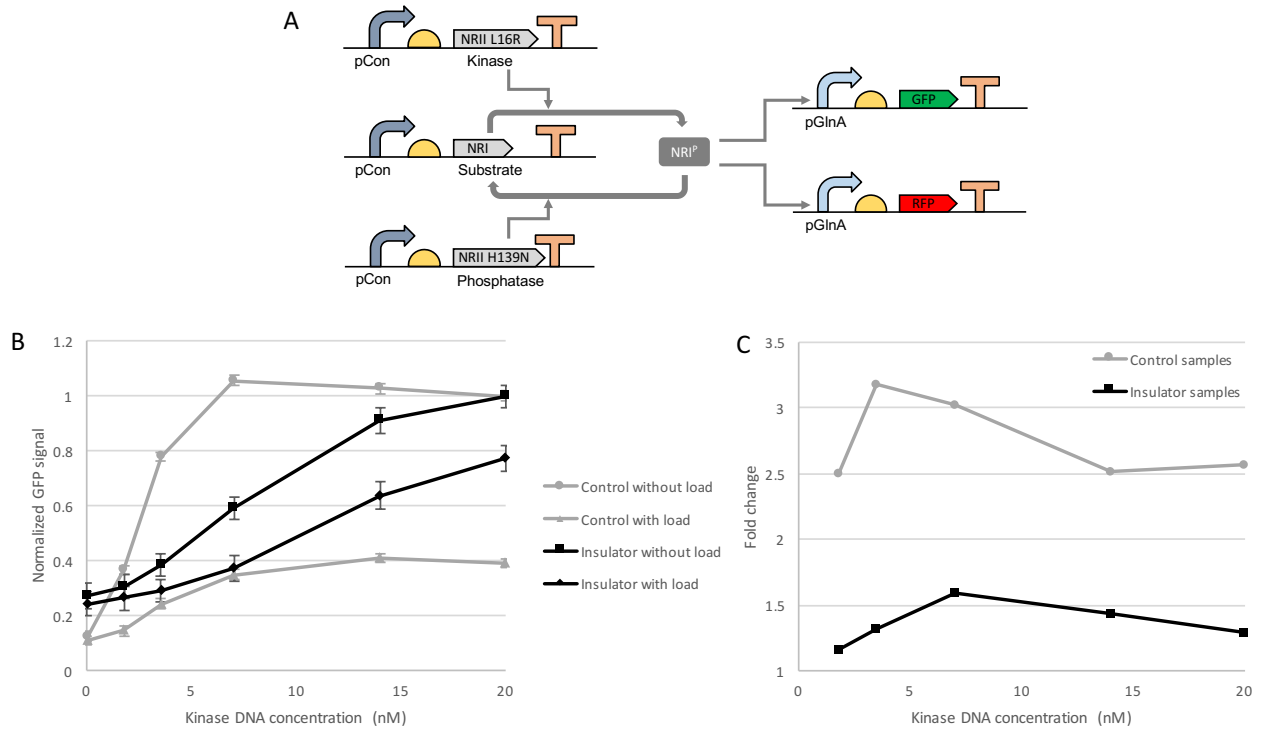 A
NRII L16R
pCon
Kinase
NRI
pCon
Substrate
NRII H139N
pCon
Phosphatase
NRIᴾ
GFP
pGlnA
RFP
pGlnA
B
Normalized GFP signal
1.2
1
0.8
0.6
0.4
0.2
0
0
5
10
15
20
Kinase DNA concentration (nM)
Control without load
Control with load
Insulator without load
Insulator with load
C
Fold change
3.5
3
2.5
2
1.5
1
0
5
10
15
20
Kinase DNA concentration (nM)
Control samples
Insulator samples